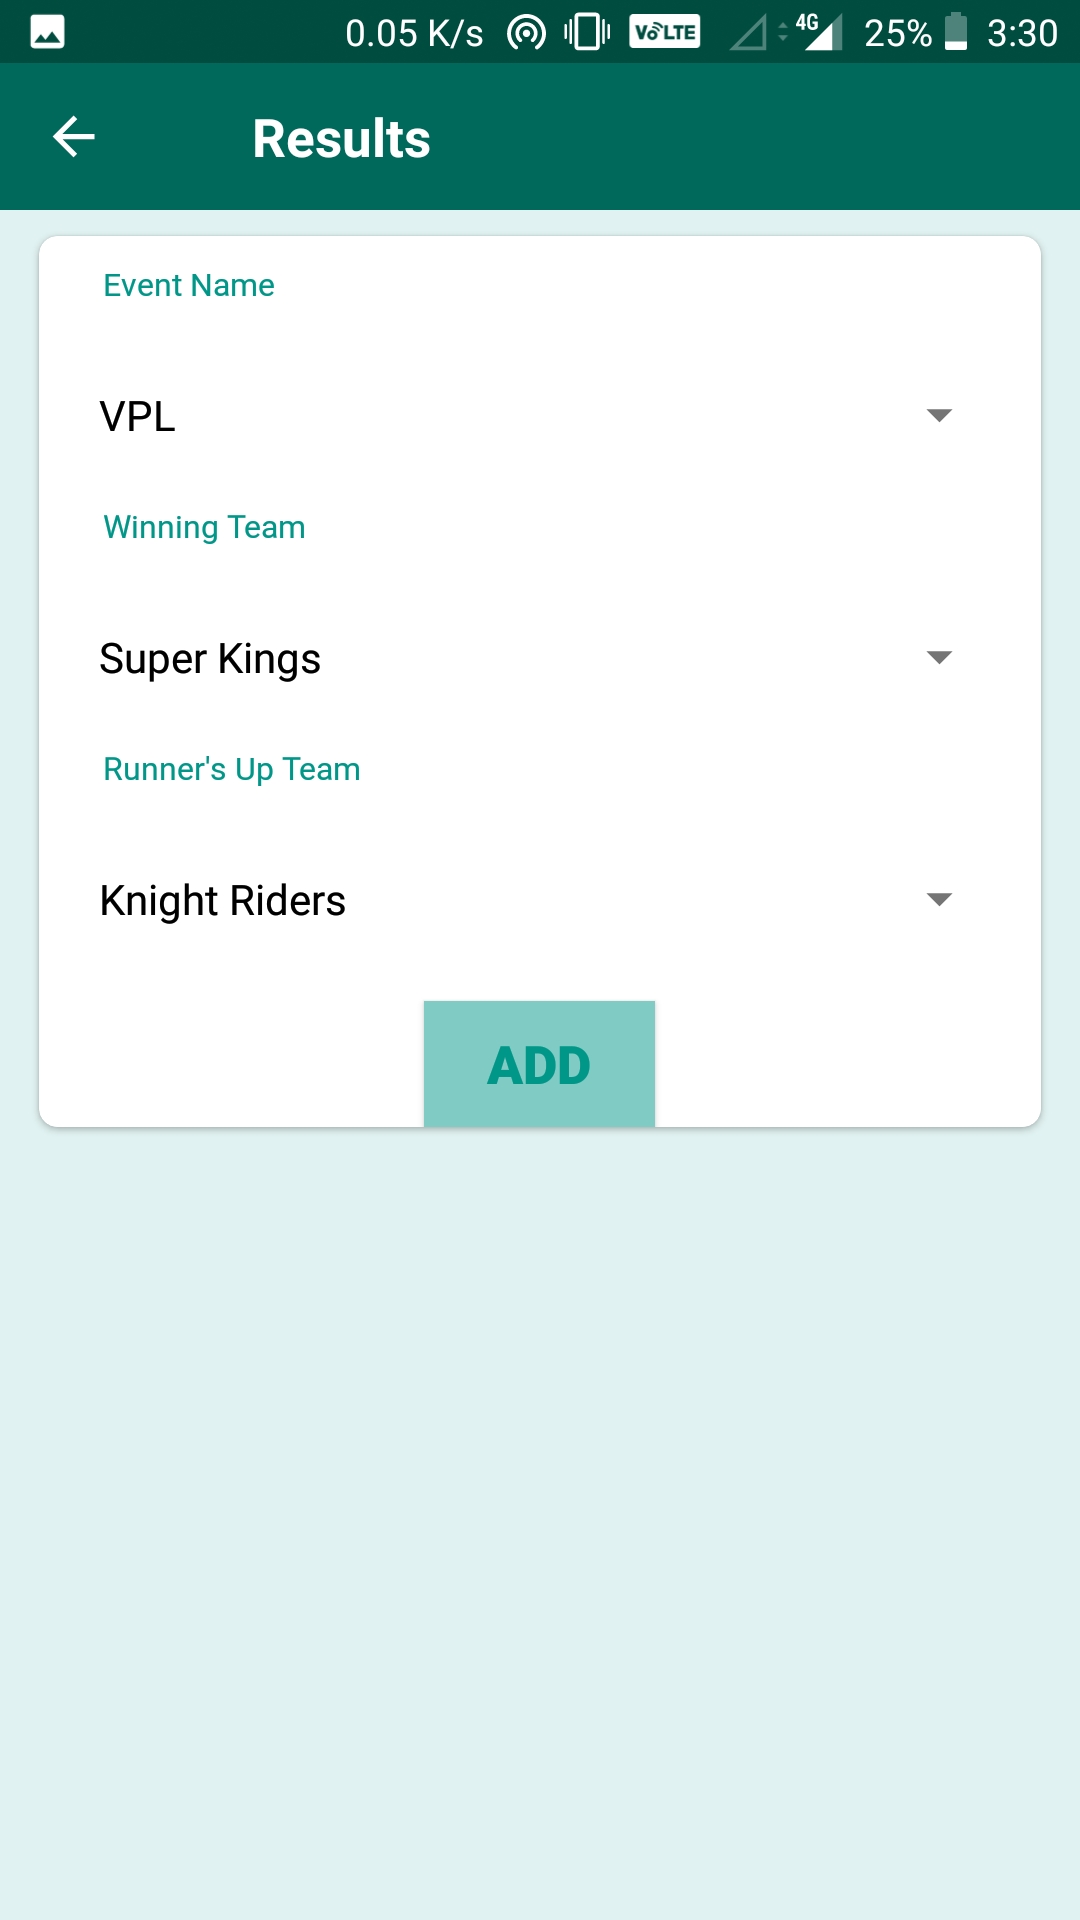 0.05 K/s VoLTE 4G 25% 3:30
Results
Event Name
VPL
Winning Team
Super Kings
Runner's Up Team
Knight Riders
ADD